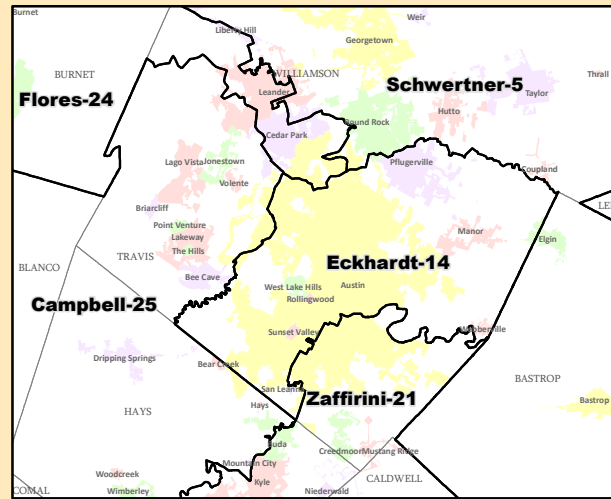 Burnet
Weir
Liberty Hill
Georgetown
BURNET
WILLIAMSON
Thrall
Schwertner-5
Leander
Taylor
Flores-24
Hutto
Round Rock
Cedar Park
Lago Vista
Jonestown
Pflugerville
Coupland
Volente
Briarcliff
LEE
Point Venture
Manor
Lakeway
Elgin
The Hills
TRAVIS
BLANCO
Eckhardt-14
Bee Cave
West Lake Hills
Austin
Rollingwood
Campbell-25
Webberville
Sunset Valley
Dripping Springs
Bear Creek
BASTROP
San Leanna
Zaffirini-21
Bastrop
Hays
HAYS
Buda
Creedmoor
Mustang Ridge
Mountain City
Woodcreek
CALDWELL
Kyle
COMAL
Wimberley
Niederwald